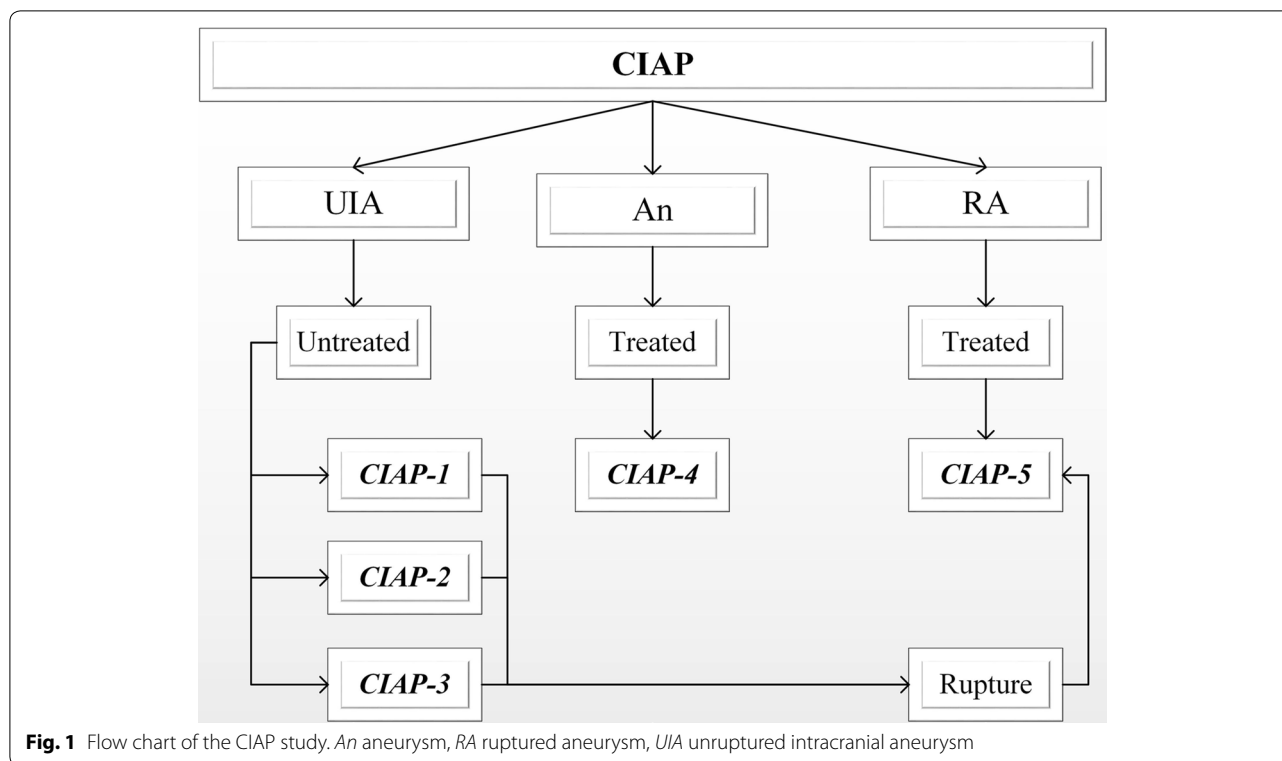 CIAP
UIA
An
RA
Untreated
Treated
Treated
CIAP-1
CIAP-4
CIAP-5
CIAP-2
CIAP-3
Rupture
Fig. 1 Flow chart of the CIAP study. An aneurysm, RA ruptured aneurysm, UIA unruptured intracranial aneurysm